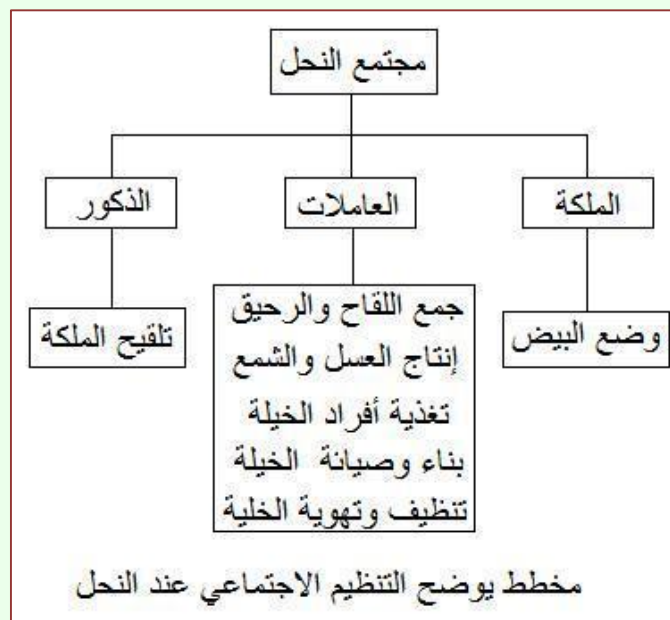 مجتمع النحل
الملكة
العاملات
الذكور
وضع البيض
جمع اللقاح والرحيق
إنتاج العسل والشمع
تغذية أفراد الخيلة
بناء وصيانة الخيلة
تنظيف وتهوية الخلية
تلقيح الملكة
مخطط يوضح التنظيم الاجتماعي عند النحل